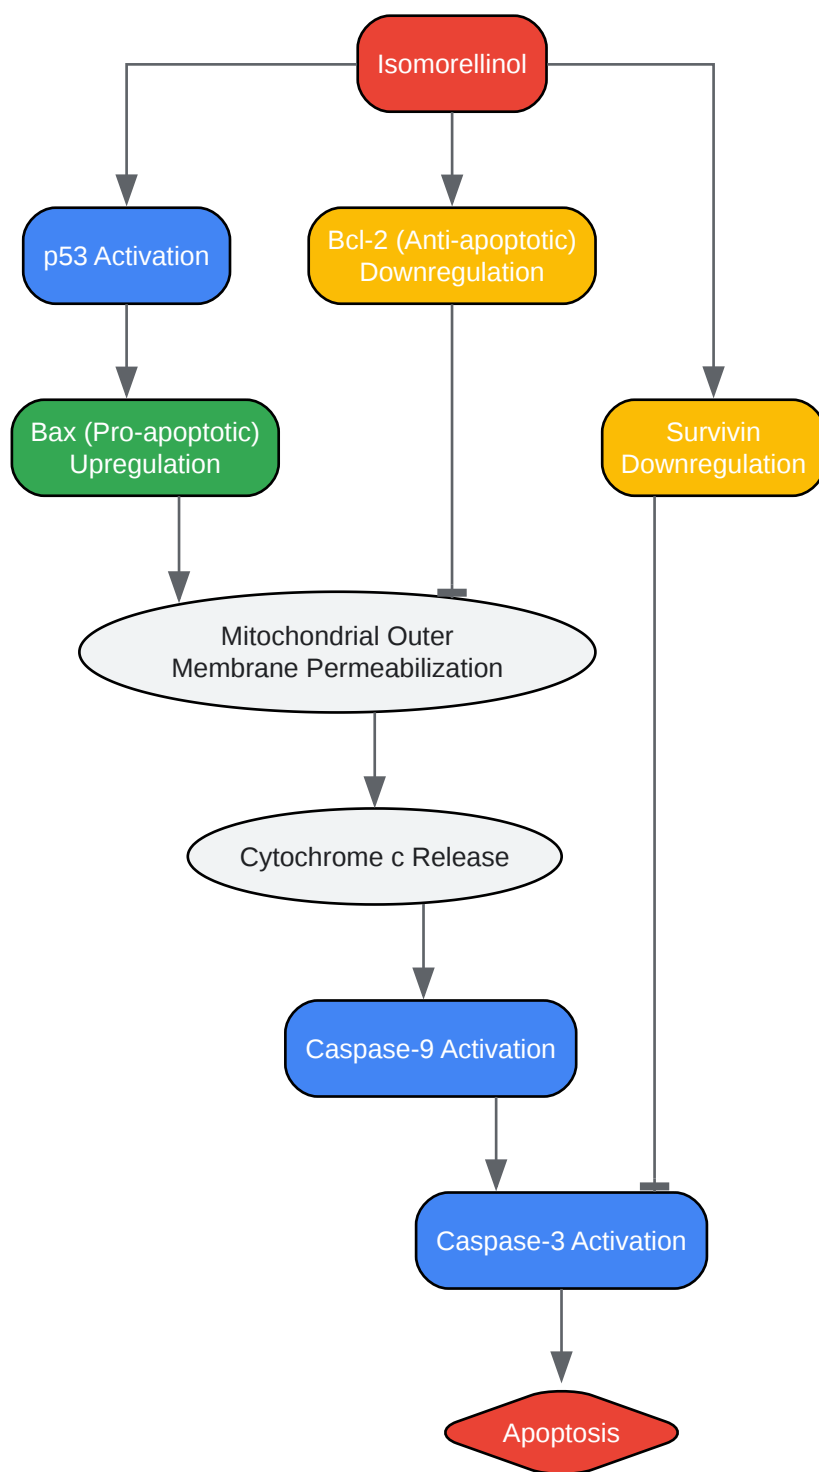 Isomorellinol
p53 Activation
Bcl-2 (Anti-apoptotic)
Downregulation
Bax (Pro-apoptotic)
Upregulation
Survivin
Downregulation
Mitochondrial Outer
Membrane Permeabilization
Cytochrome c Release
Caspase-9 Activation
Caspase-3 Activation
Apoptosis